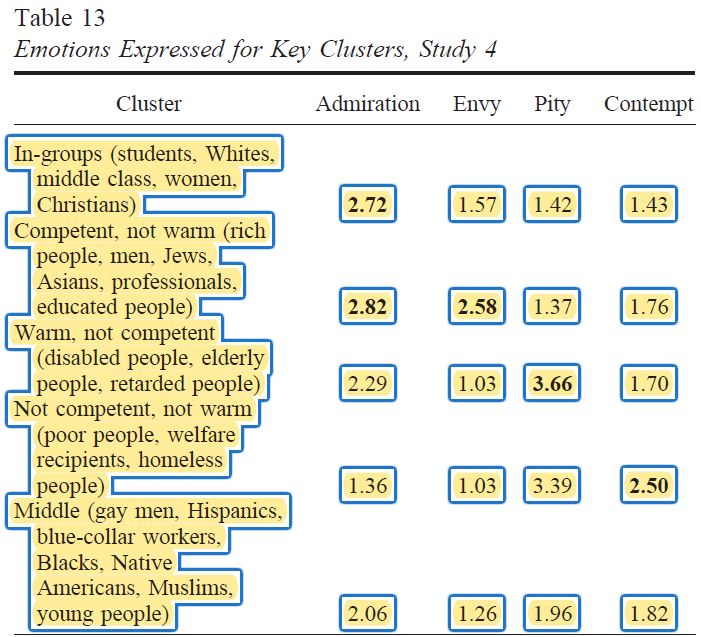 Table 13
Emotions Expressed for Key Clusters, Study 4
Cluster Admiration Envy Pity Contempt
In-groups (students, Whites,
middle class, women,
Christians) 2.72 1.57 1.42 1.43
Competent, not warm (rich
people, men, Jews,
Asians, professionals,
educated people) 2.82 2.58 1.37 1.76
Warm, not competent
(disabled people, elderly
people, retarded people) 2.29 1.03 3.66 1.70
Not competent, not warm
(poor people, welfare
recipients, homeless
people) 1.36 1.03 3.39 2.50
Middle (gay men, Hispanics,
blue-collar workers,
Blacks, Native
Americans, Muslims,
young people) 2.06 1.26 1.96 1.82